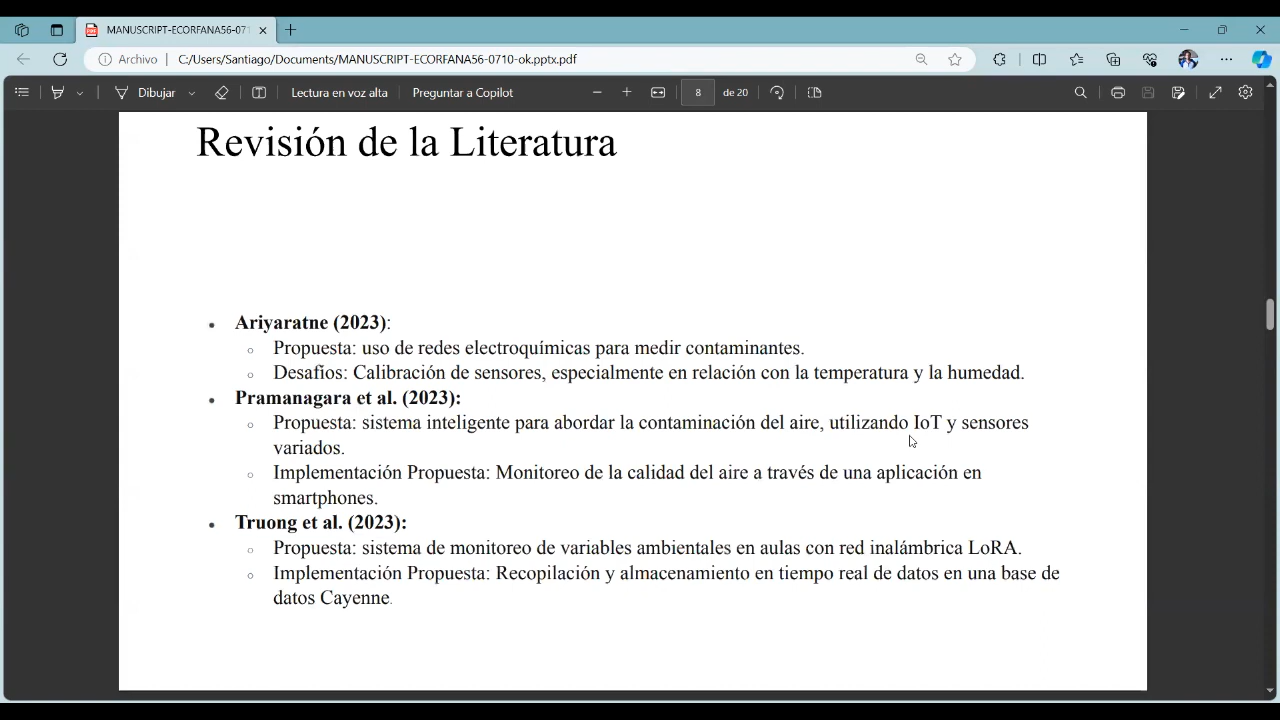 MANUSCRIPT-ECORFANA56-071
Archivo
C:/Users/Santiago/Documents/MANUSCRIPT-ECORFANA56-0710-ok.pptx.pdf
Dibujar
Lectura en voz alta
Preguntar a Copilot
8
de 20
Revisión de la Literatura
Ariyaratne (2023):
Propuesta: uso de redes electroquímicas para medir contaminantes.
Desafíos: Calibración de sensores, especialmente en relación con la temperatura y la humedad.
Pramanagara et al. (2023):
Propuesta: sistema inteligente para abordar la contaminación del aire, utilizando IoT y sensores
variados.
Implementación Propuesta: Monitoreo de la calidad del aire a través de una aplicación en
smartphones.
Truong et al. (2023):
Propuesta: sistema de monitoreo de variables ambientales en aulas con red inalámbrica LoRA.
Implementación Propuesta: Recopilación y almacenamiento en tiempo real de datos en una base de
datos Cayenne.